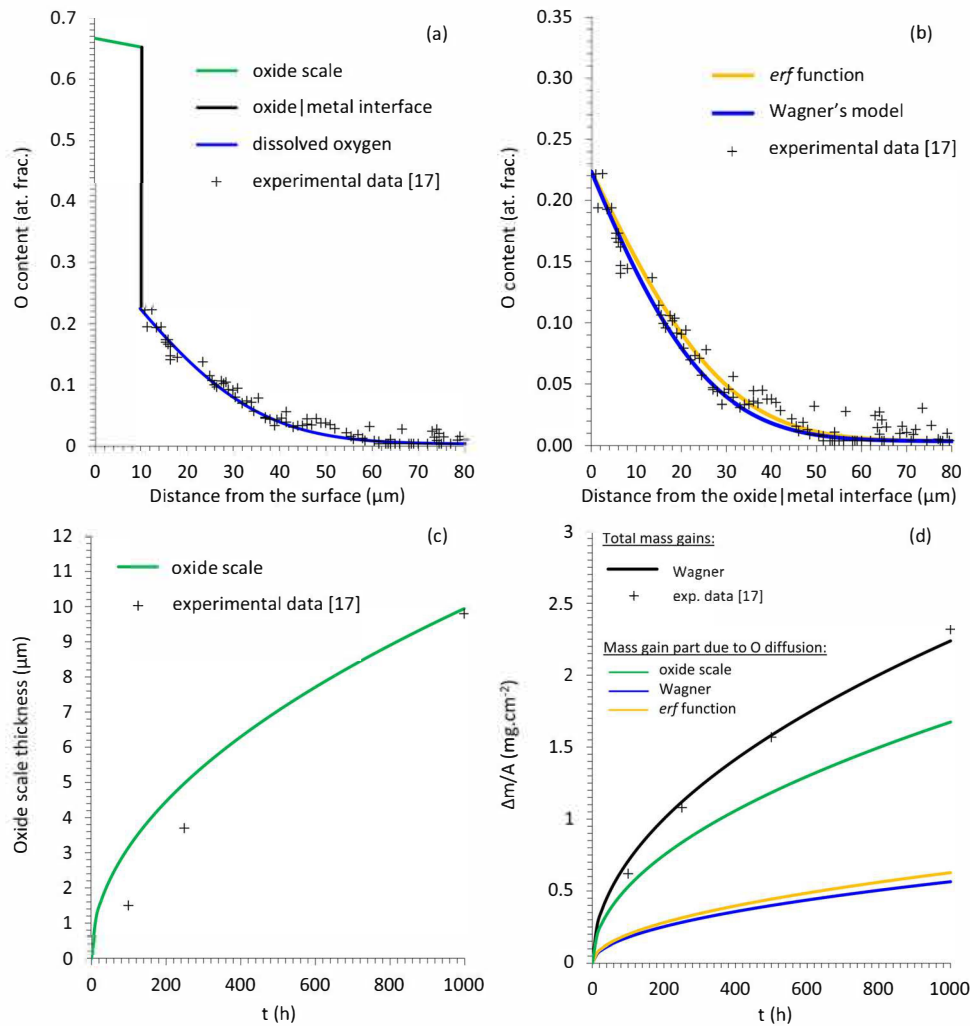 (a)
O content (at. frac.)
0.7
0.6
0.5
0.4
0.3
0.2
0.1
0
oxide scale
oxide|metal interface
dissolved oxygen
experimental data [17]
0 10 20 30 40 50 60 70 80
Distance from the surface (µm)
(b)
O content (at. frac.)
0.35
0.30
0.25
0.20
0.15
0.10
0.05
0.00
erf function
Wagner's model
experimental data [17]
0 10 20 30 40 50 60 70 80
Distance from the oxide|metal interface (µm)
(c)
Oxide scale thickness (µm)
12
11
10
9
8
7
6
5
4
3
2
1
0
oxide scale
experimental data [17]
0 200 400 600 800 1000
t (h)
(d)
Δm/A (mg.cm⁻²)
3
2.5
2
1.5
1
0.5
0
Total mass gains:
Wagner
exp. data [17]
Mass gain part due to O diffusion:
oxide scale
Wagner
erf function
0 200 400 600 800 1000
t (h)